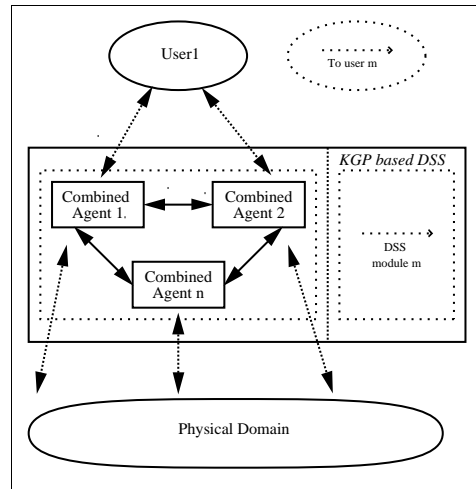 User1
To user m
KGP based DSS
Combined
Agent 1.
Combined
Agent 2
DSS
module m
Combined
Agent n
Physical Domain